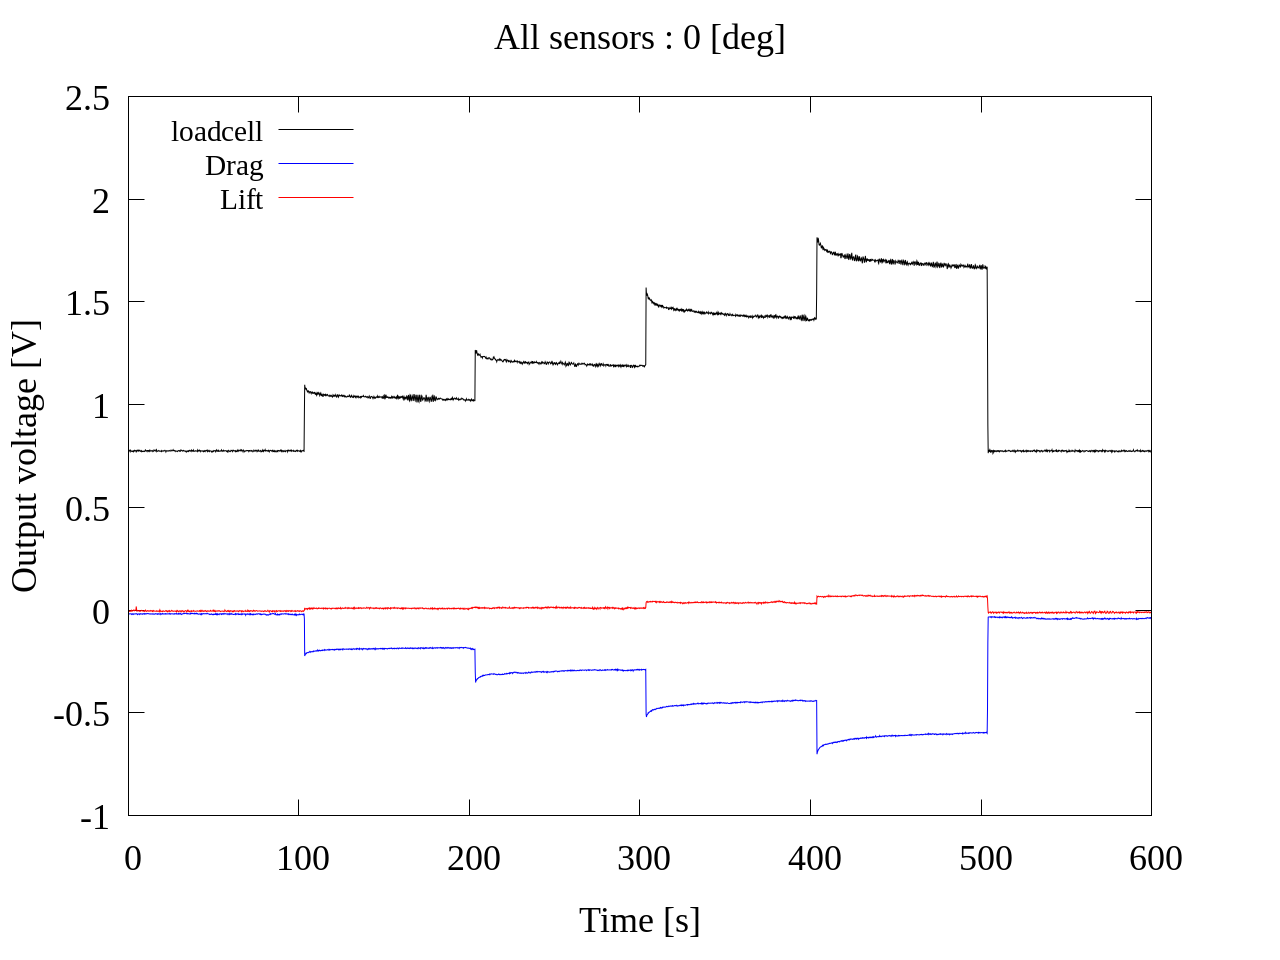 All sensors : 0 [deg]
2.5
2
1.5
1
0.5
0
-0.5
-1
Output voltage [V]
loadcell
Drag
Lift
0 100 200 300 400 500 600
Time [s]